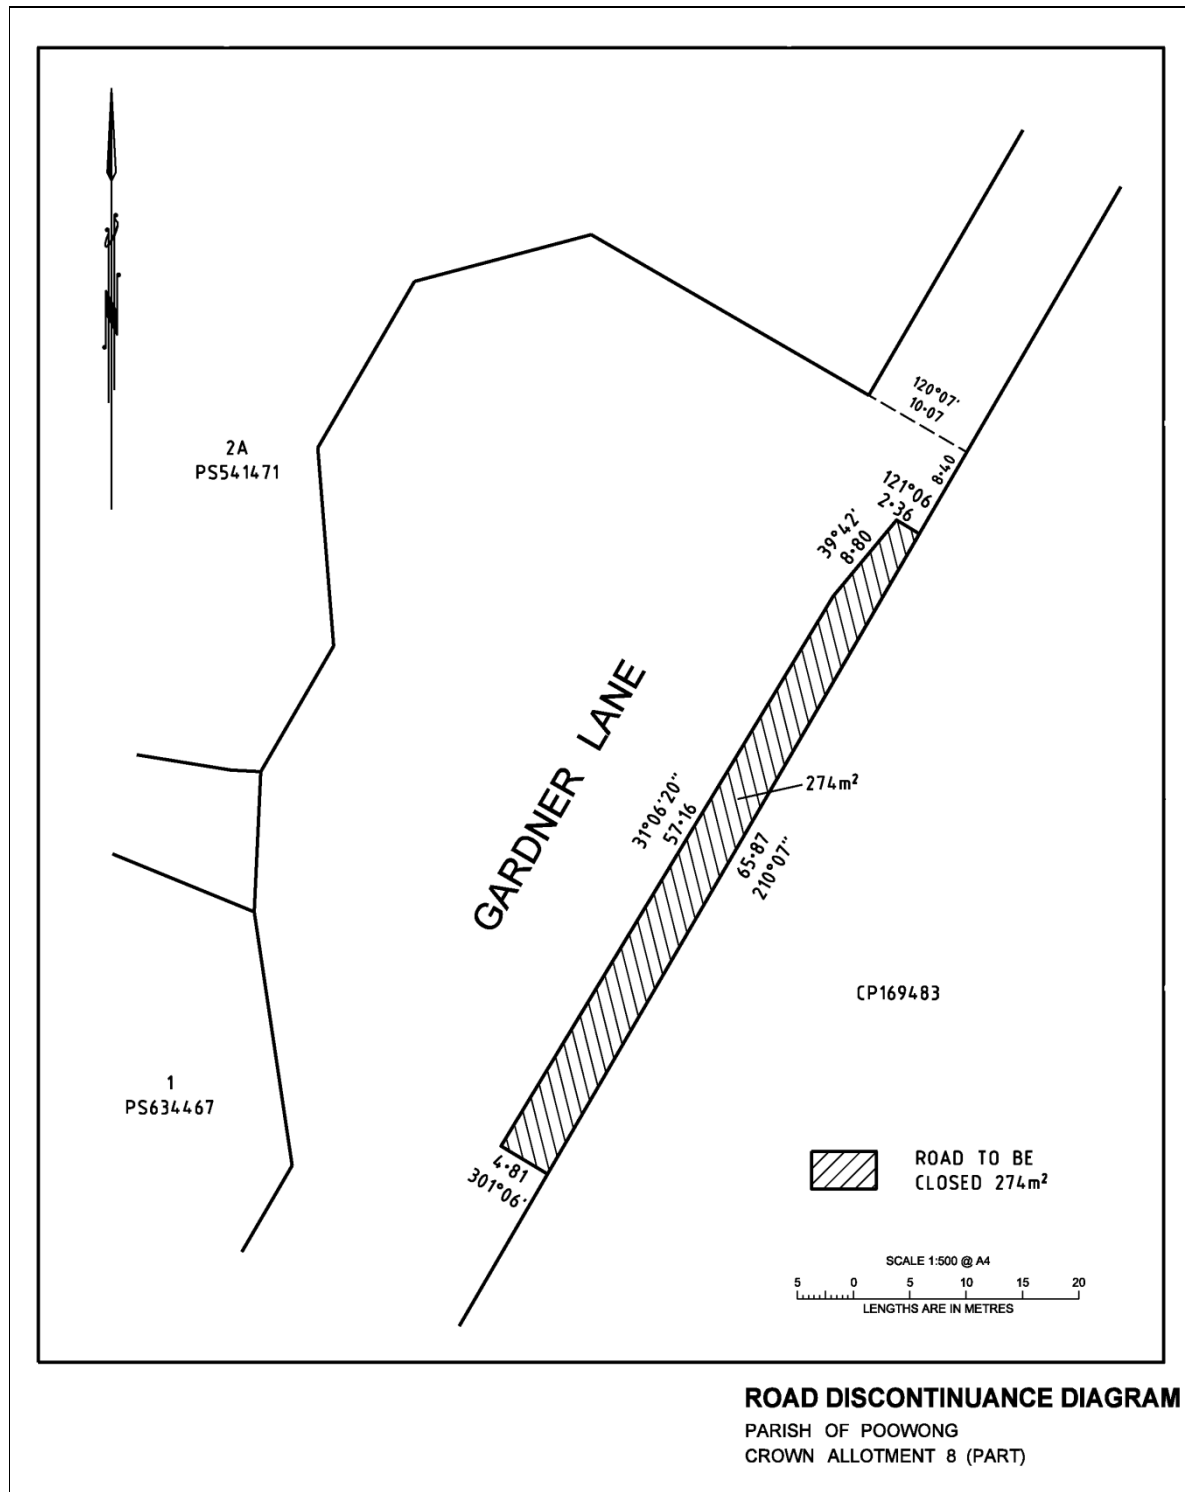 120°07'
10·07
8·40
121°06
2·36
39°42'
8·80
2A
PS541471
GARDNER LANE
31°06'20"
57·16
274m²
65·87
210°07"
CP169483
1
PS634467
4·81
301°06'
ROAD TO BE
CLOSED 274m²
SCALE 1:500 @ A4
5 0 5 10 15 20
LENGTHS ARE IN METRES
ROAD DISCONTINUANCE DIAGRAM
PARISH OF POOWONG
CROWN ALLOTMENT 8 (PART)